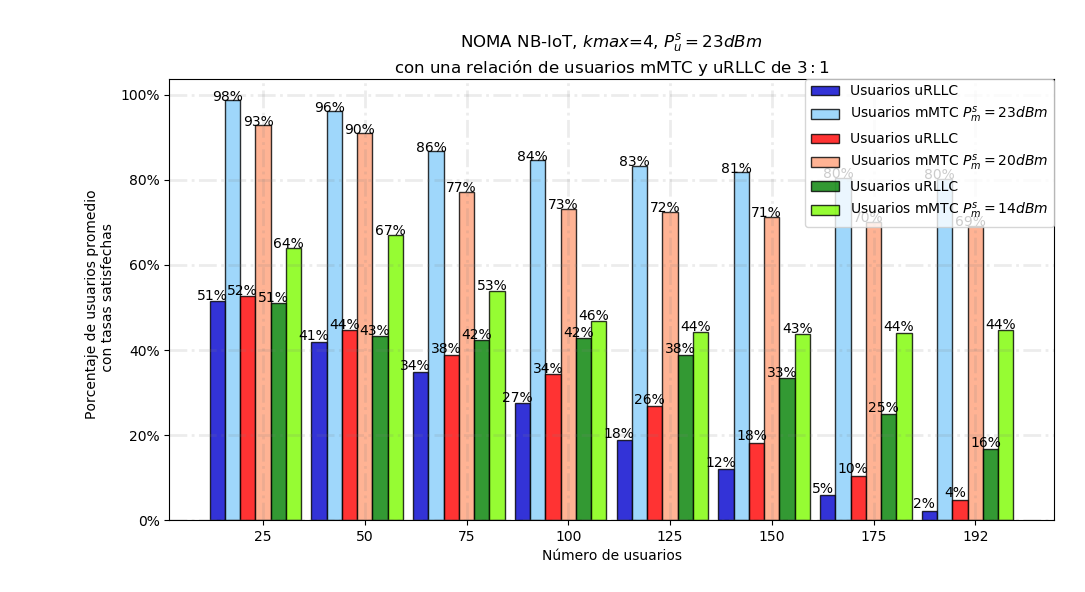 NOMA NB-IoT, kmax=4, P_u^s = 23dBm
con una relación de usuarios mMTC y uRLLC de 3 : 1
Usuarios uRLLC
Usuarios mMTC P_m^s = 23dBm
Usuarios uRLLC
Usuarios mMTC P_m^s = 20dBm
Usuarios uRLLC
Usuarios mMTC P_m^s = 14dBm
Porcentaje de usuarios promedio
con tasas satisfechas
100%
80%
60%
40%
20%
0%
51% 98% 52% 93% 51% 64%
41% 96% 44% 90% 43% 67%
34% 86% 38% 77% 42% 53%
27% 84% 34% 73% 42% 46%
18% 83% 26% 72% 38% 44%
12% 81% 18% 71% 33% 43%
5% 80% 10% 70% 25% 44%
2% 80% 4% 69% 16% 44%
25 50 75 100 125 150 175 192
Número de usuarios